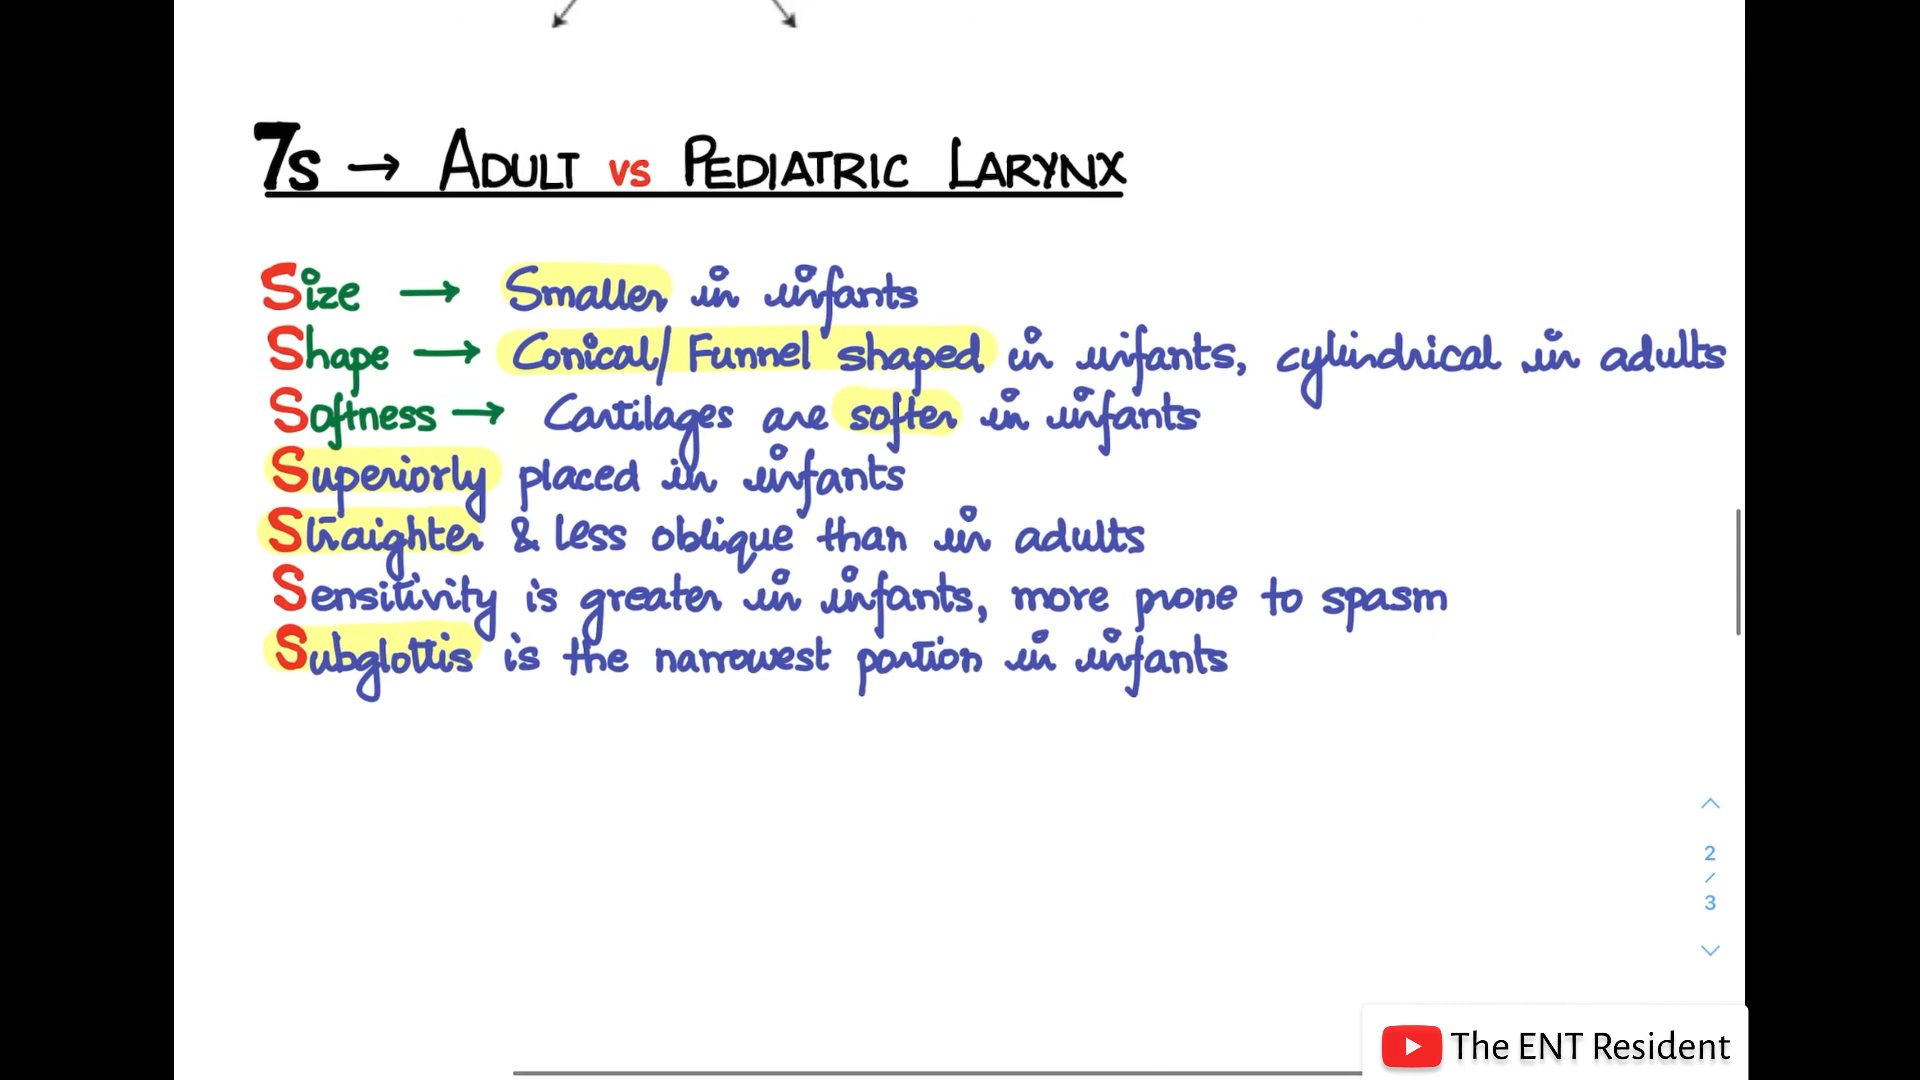 7s → ADULT vs PEDIATRIC LARYNX
Size → Smaller in infants
Shape → Conical/ Funnel shaped in infants, cylindrical in adults
Softness → Cartilages are softer in infants
Superiorly placed in infants
Straighter & less oblique than in adults
Sensitivity is greater in infants, more prone to spasm
Subglottis is the narrowest portion in infants
2
/
3
The ENT Resident